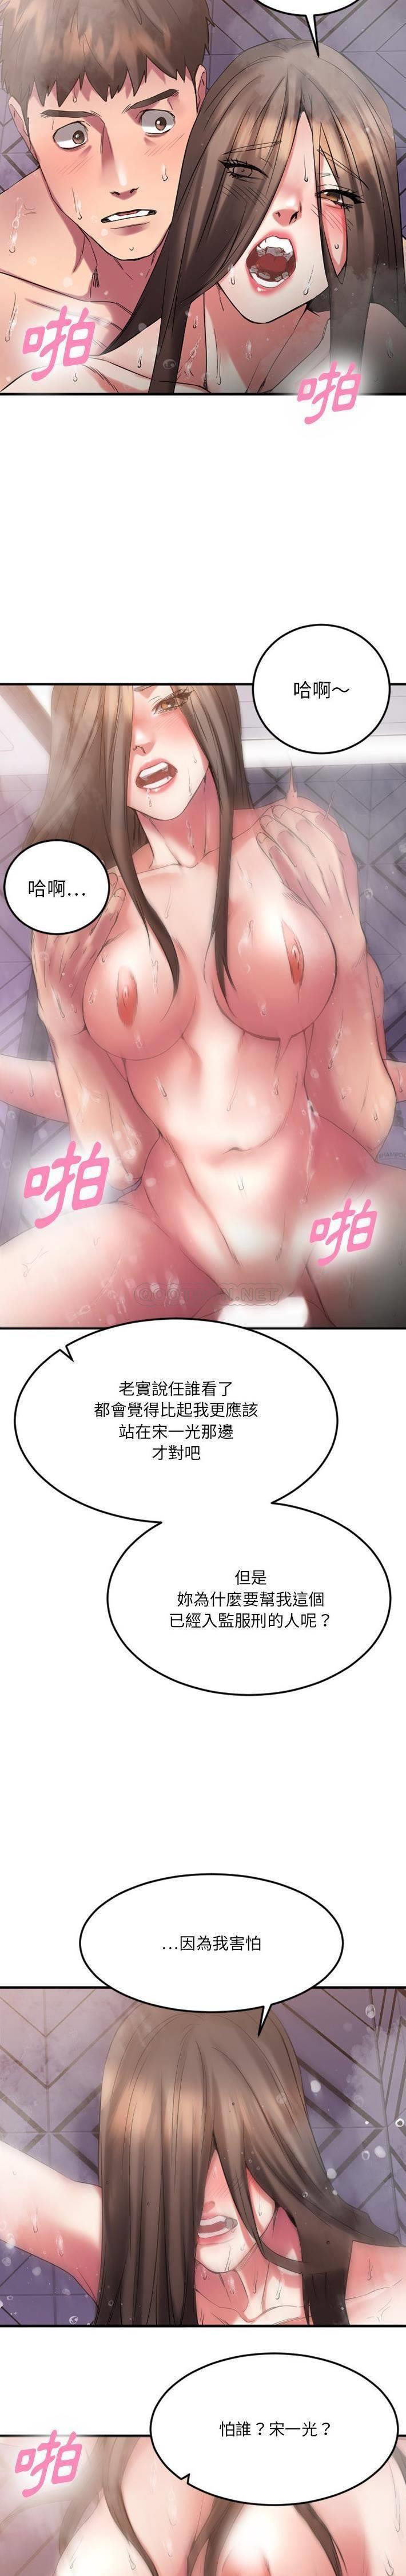 啪
啪
哈啊～
哈啊...
啪
啪
老實說任誰看了
都會覺得比起我更應該
站在宋一光那邊
才對吧
但是
妳為什麼要幫我這個
已經入監服刑的人呢？
...因為我害怕
怕誰？宋一光？
啪